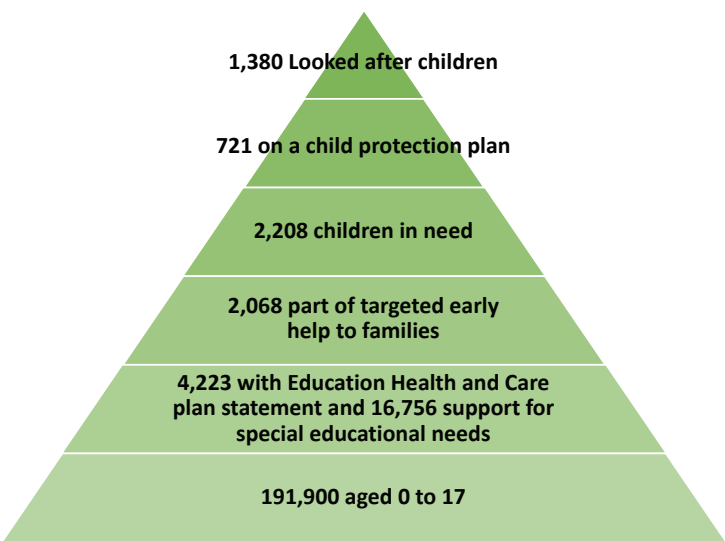 1,380 Looked after children
721 on a child protection plan
2,208 children in need
2,068 part of targeted early
help to families
4,223 with Education Health and Care
plan statement and 16,756 support for
special educational needs
191,900 aged 0 to 17